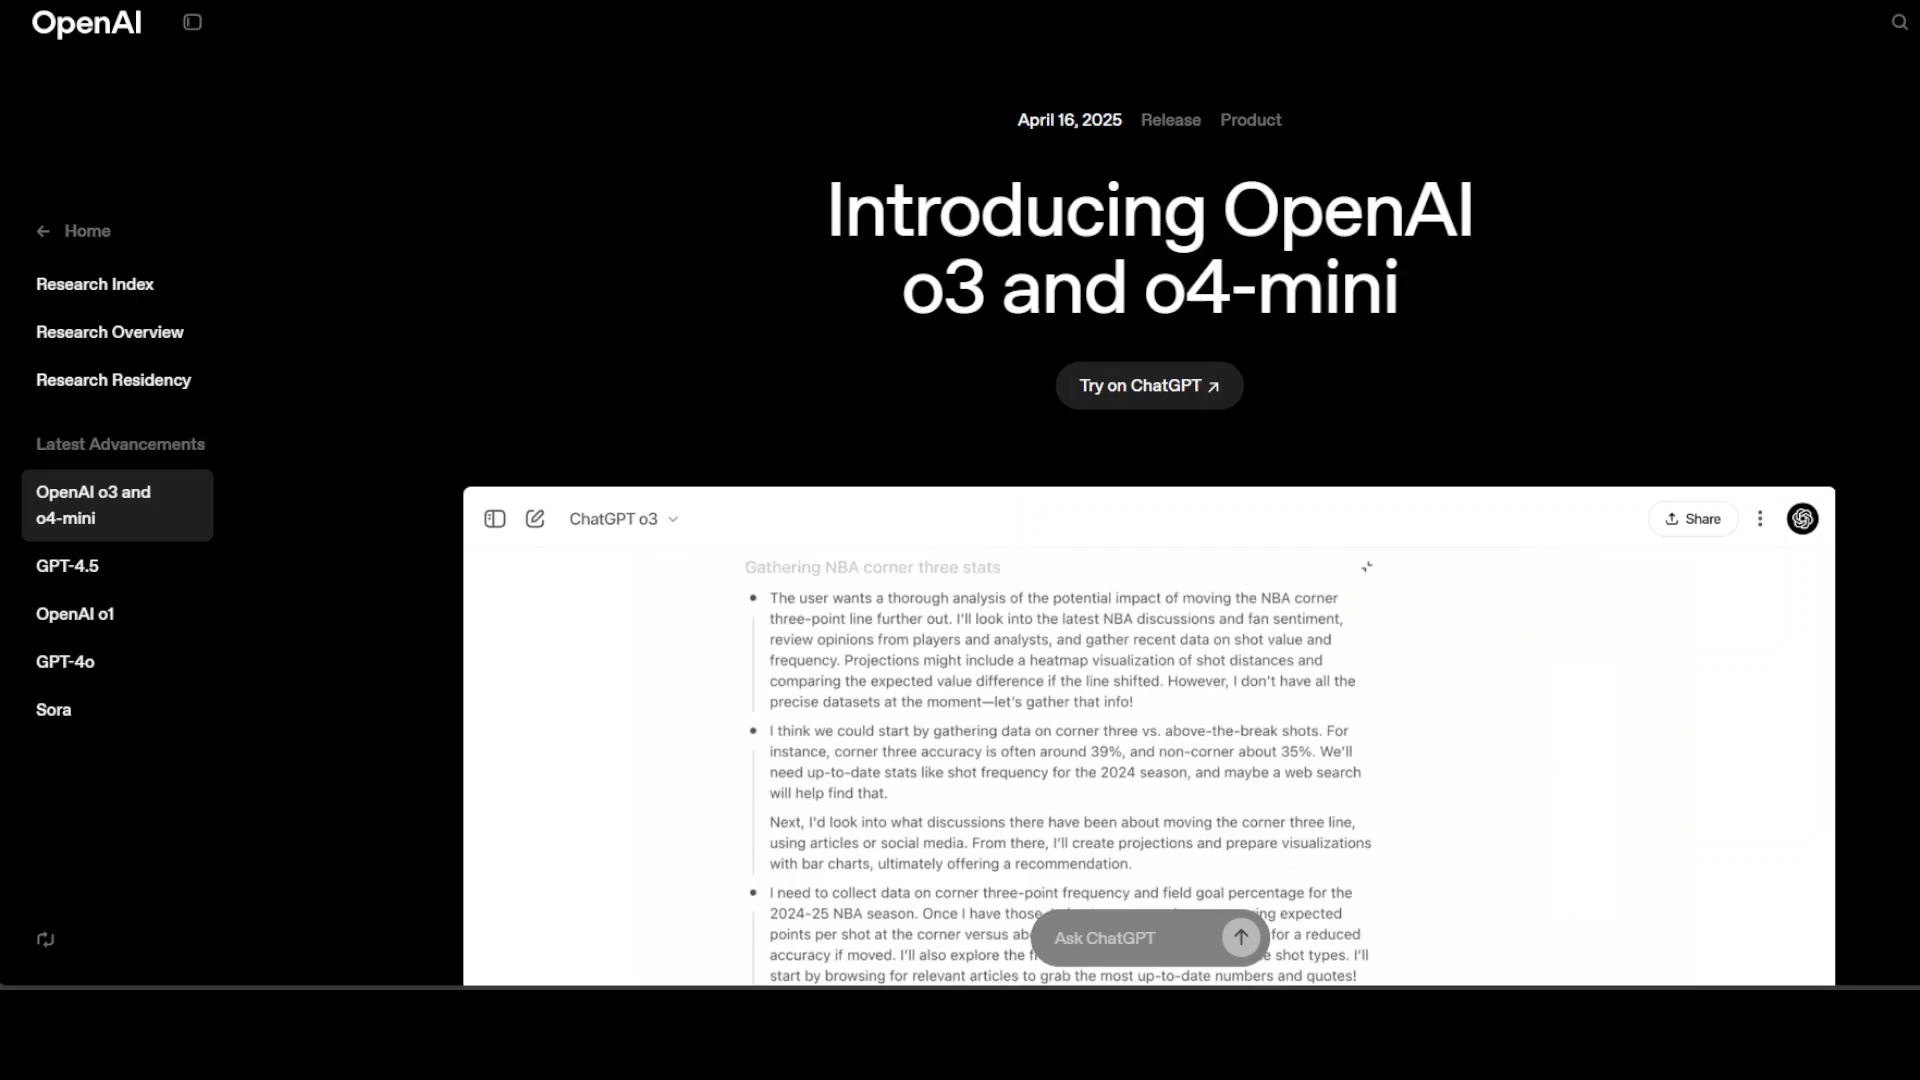 OpenAI
April 16, 2025 Release Product
Introducing OpenAI
o3 and o4-mini
Try on ChatGPT
Home
Research Index
Research Overview
Research Residency
Latest Advancements
OpenAI o3 and
o4-mini
GPT-4.5
OpenAI o1
GPT-4o
Sora
ChatGPT o3
Share
Gathering NBA corner three stats
The user wants a thorough analysis of the potential impact of moving the NBA corner
three-point line further out. I'll look into the latest NBA discussions and fan sentiment,
review opinions from players and analysts, and gather recent data on shot value and
frequency. Projections might include a heatmap visualization of shot distances and
comparing the expected value difference if the line shifted. However, I don't have all the
precise datasets at the moment—let's gather that info!
I think we could start by gathering data on corner three vs. above-the-break shots. For
instance, corner three accuracy is often around 39%, and non-corner about 35%. We'll
need up-to-date stats like shot frequency for the 2024 season, and maybe a web search
will help find that.
Next, I'd look into what discussions there have been about moving the corner three line,
using articles or social media. From there, I'll create projections and prepare visualizations
with bar charts, ultimately offering a recommendation.
I need to collect data on corner three-point frequency and field goal percentage for the
2024-25 NBA season. Once I have those expected
points per shot at the corner versus for a reduced
accuracy if moved. I'll also explore the shot types. I'll
start by browsing for relevant articles to grab the most up-to-date numbers and quotes!
Ask ChatGPT